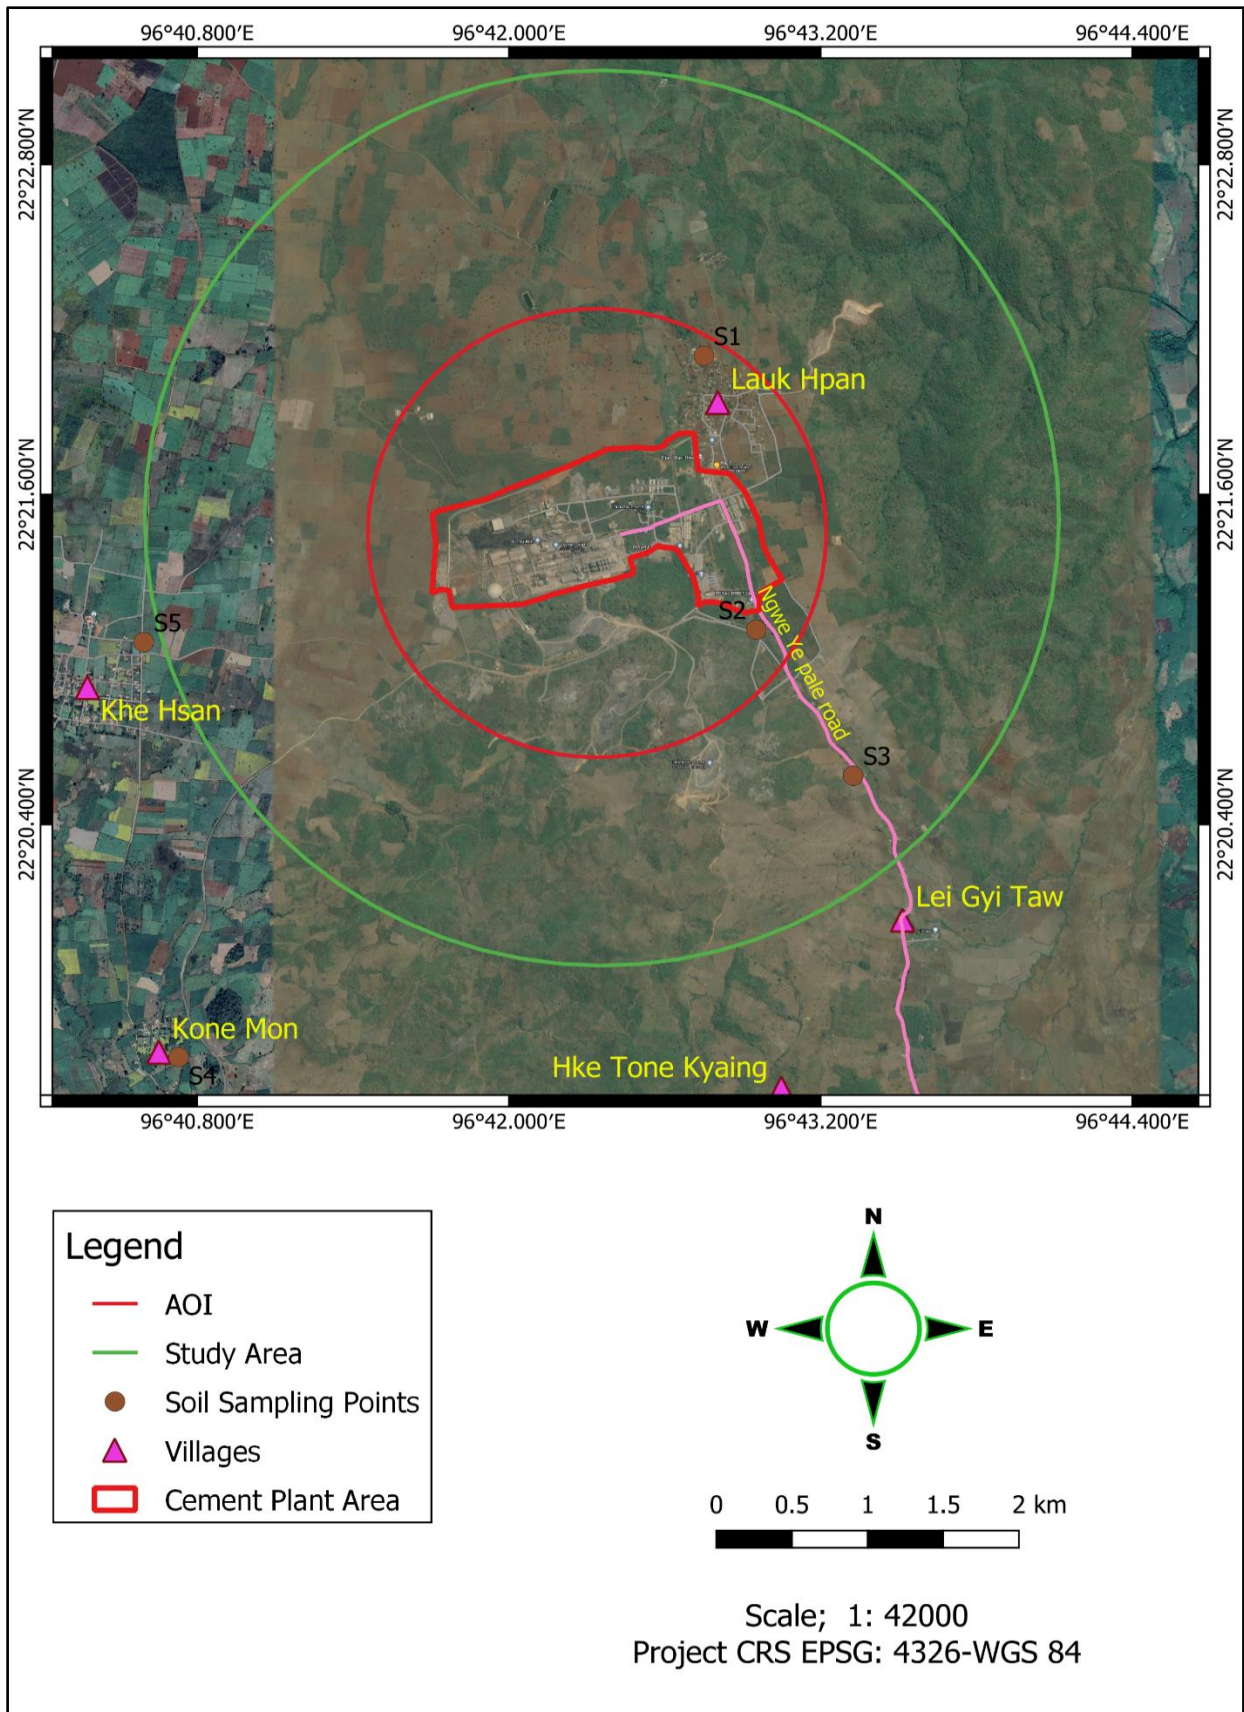 96°40.800′E 96°42.000′E 96°43.200′E 96°44.400′E
22°22.800′N 22°22.800′N
S1
Lauk Hpan
22°21.600′N 22°21.600′N
S2
Ngwe Ye pale road
S5
Khe Hsan
S3
22°20.400′N 22°20.400′N
Lei Gyi Taw
Kone Mon
S4
Hke Tone Kyaing
96°40.800′E 96°42.000′E 96°43.200′E 96°44.400′E
Legend
AOI
Study Area
Soil Sampling Points
Villages
Cement Plant Area
N
W E
S
0 0.5 1 1.5 2 km
Scale; 1: 42000
Project CRS EPSG: 4326-WGS 84